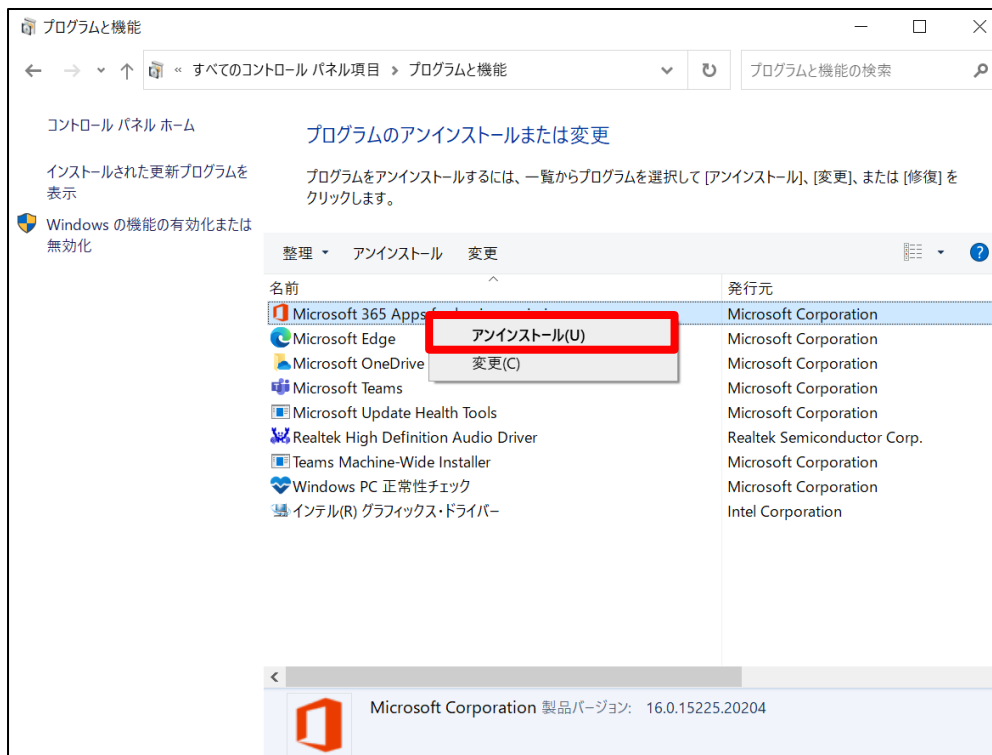 プログラムと機能
« すべてのコントロール パネル項目 › プログラムと機能
プログラムと機能の検索
コントロール パネル ホーム
インストールされた更新プログラムを
表示
Windows の機能の有効化または
無効化
プログラムのアンインストールまたは変更
プログラムをアンインストールするには、一覧からプログラムを選択して [アンインストール]、[変更]、または [修復] を
クリックします。
整理 アンインストール 変更
名前 発行元
Microsoft 365 Apps Microsoft Corporation
アンインストール(U)
変更(C)
Microsoft Edge Microsoft Corporation
Microsoft OneDrive Microsoft Corporation
Microsoft Teams Microsoft Corporation
Microsoft Update Health Tools Microsoft Corporation
Realtek High Definition Audio Driver Realtek Semiconductor Corp.
Teams Machine-Wide Installer Microsoft Corporation
Windows PC 正常性チェック Microsoft Corporation
インテル(R) グラフィックス・ドライバー Intel Corporation
Microsoft Corporation 製品バージョン: 16.0.15225.20204